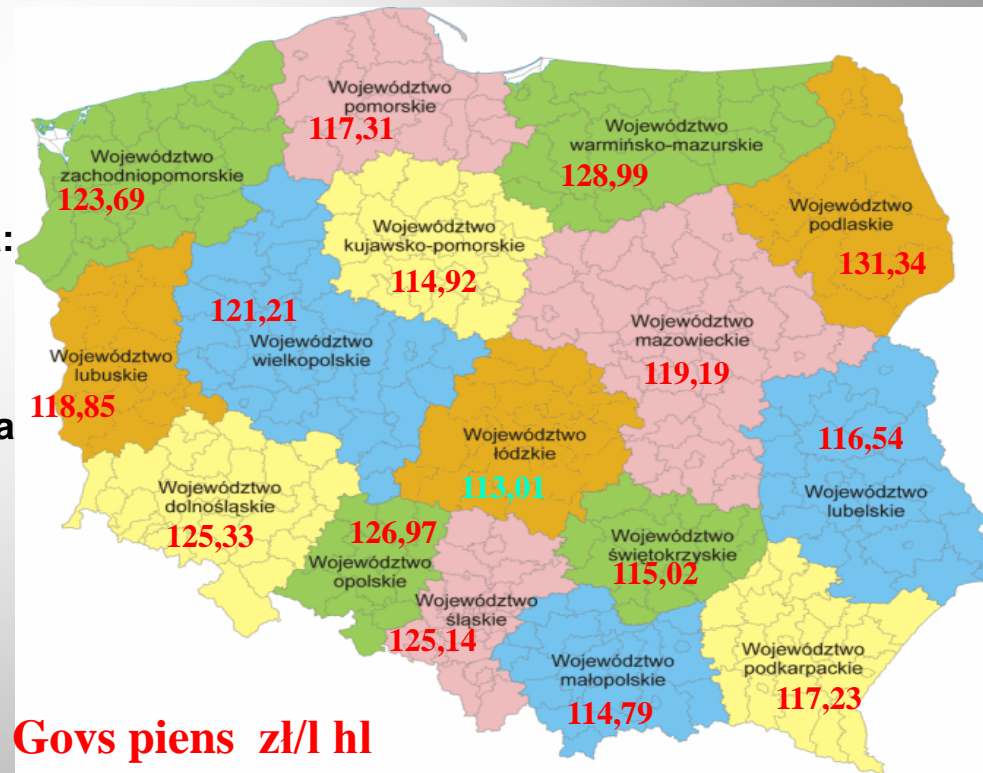 Województwo
pomorskie
117,31
Województwo
warmińsko-mazurskie
128,99
Województwo
zachodniopomorskie
123,69
Województwo
podlaskie
131,34
Województwo
kujawsko-pomorskie
114,92
:
121,21
Województwo
wielkopolskie
Województwo
mazowieckie
119,19
Województwo
lubuskie
118,85
a
Województwo
łódzkie
113,01
116,54
Województwo
lubelskie
Województwo
dolnośląskie
125,33
126,97
Województwo
opolskie
Województwo
świętokrzyskie
115,02
Województwo
śląskie
125,14
Województwo
małopolskie
114,79
Województwo
podkarpackie
117,23
Govs piens zł/l hl